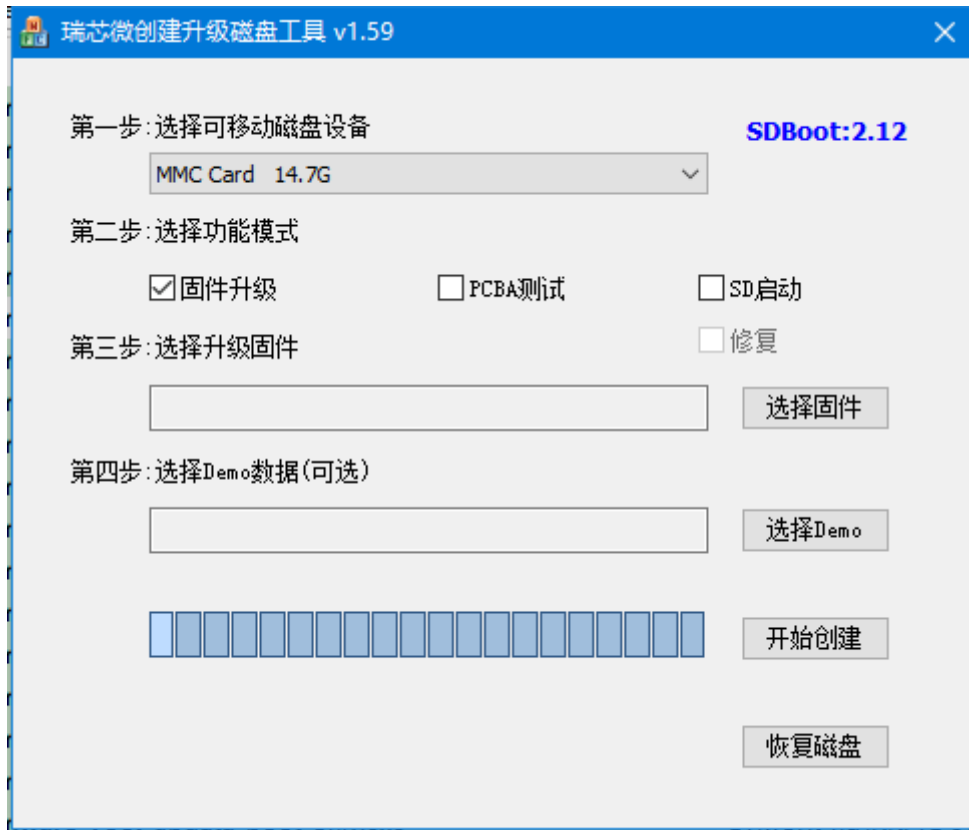 瑞芯微创建升级磁盘工具 v1.59
第一步:选择可移动磁盘设备
SDBoot:2.12
MMC Card 14.7G
第二步:选择功能模式
固件升级 PCBA测试 SD启动
修复
第三步:选择升级固件
选择固件
第四步:选择Demo数据(可选)
选择Demo
开始创建
恢复磁盘